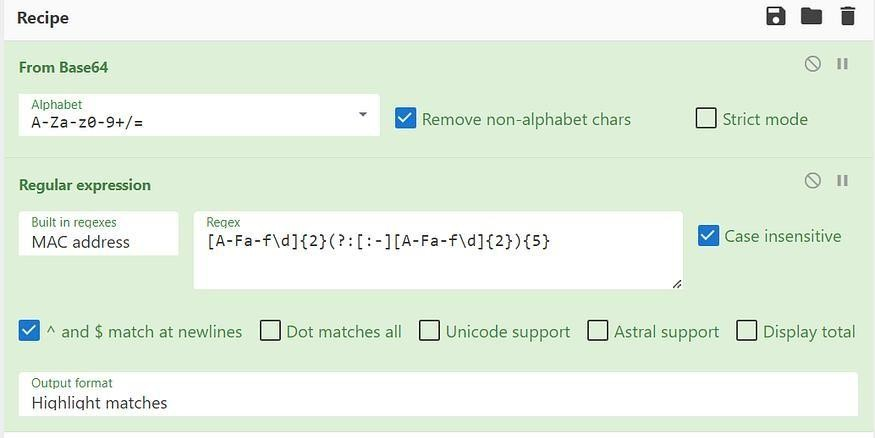 Recipe
From Base64
Alphabet
A-Za-z0-9+/=
Remove non-alphabet chars
Strict mode
Regular expression
Built in regexes
MAC address
Regex
[A-Fa-f\d]{2}(?:[:-][A-Fa-f\d]{2}){5}
Case insensitive
^ and $ match at newlines
Dot matches all
Unicode support
Astral support
Display total
Output format
Highlight matches